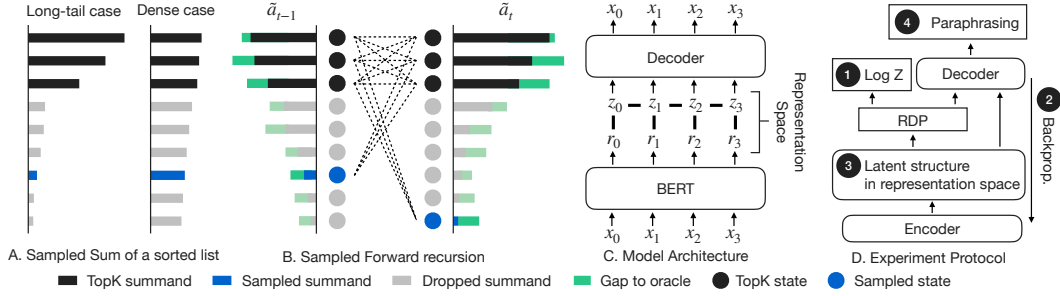 Long-tail case
Dense case
ã_{t−1}
ã_t
A. Sampled Sum of a sorted list
B. Sampled Forward recursion
x_0 x_1 x_2 x_3
Decoder
z_0 z_1 z_2 z_3
r_0 r_1 r_2 r_3
Representation
Space
BERT
x_0 x_1 x_2 x_3
C. Model Architecture
4 Paraphrasing
1 Log Z
Decoder
RDP
2 Backprop.
3 Latent structure
in representation space
Encoder
D. Experiment Protocol
TopK summand
Sampled summand
Dropped summand
Gap to oracle
TopK state
Sampled state